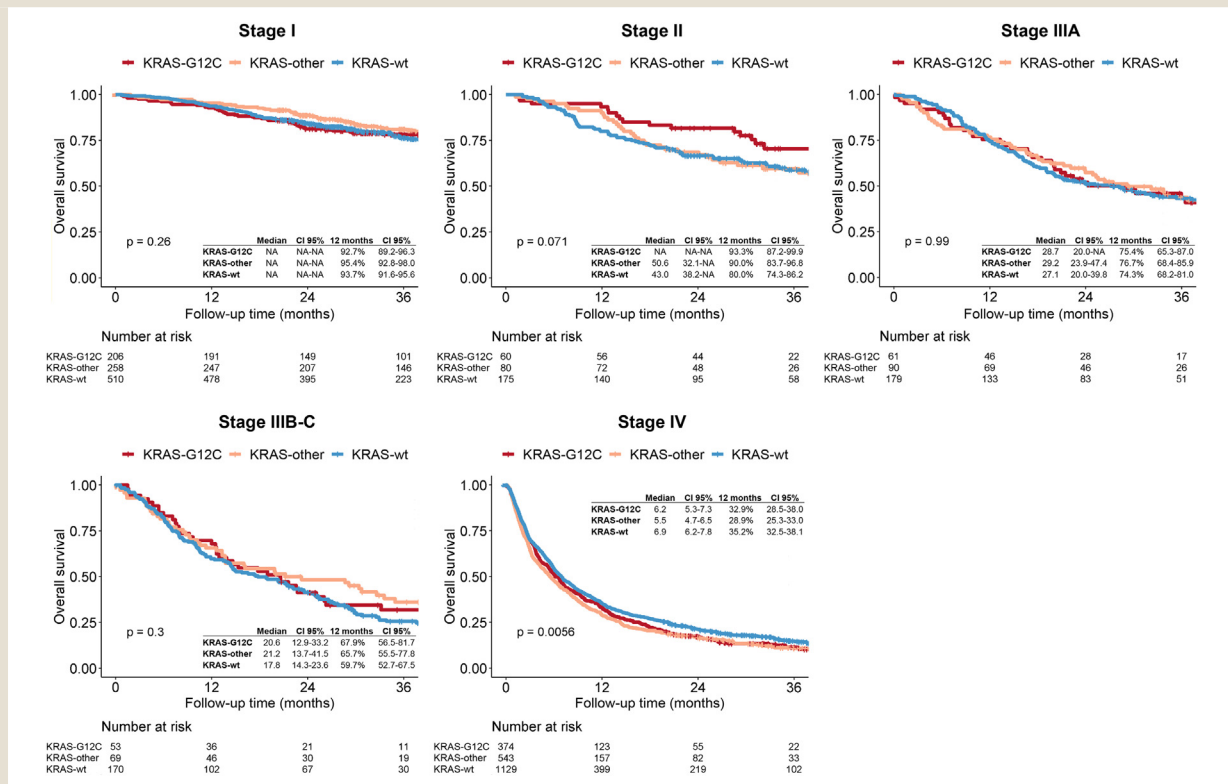 Stage I
KRAS-G12C KRAS-other KRAS-wt
1.00
0.75
0.50
0.25
0.00
Overall survival
p = 0.26
Median CI 95% 12 months CI 95%
KRAS-G12C NA NA-NA 92.7% 89.2-96.3
KRAS-other NA NA-NA 95.4% 92.8-98.0
KRAS-wt NA NA-NA 93.7% 91.6-95.6
0 12 24 36
Follow-up time (months)
Number at risk
KRAS-G12C 206 191 149 101
KRAS-other 258 247 207 146
KRAS-wt 510 478 395 223
Stage II
KRAS-G12C KRAS-other KRAS-wt
1.00
0.75
0.50
0.25
0.00
Overall survival
p = 0.071
Median CI 95% 12 months CI 95%
KRAS-G12C NA NA-NA 93.3% 87.2-99.9
KRAS-other 50.6 32.1-NA 90.0% 83.7-96.8
KRAS-wt 43.0 38.2-NA 80.0% 74.3-86.2
0 12 24 36
Follow-up time (months)
Number at risk
KRAS-G12C 60 56 44 22
KRAS-other 80 72 48 26
KRAS-wt 175 140 95 58
Stage IIIA
KRAS-G12C KRAS-other KRAS-wt
1.00
0.75
0.50
0.25
0.00
Overall survival
p = 0.99
Median CI 95% 12 months CI 95%
KRAS-G12C 28.7 20.0-NA 75.4% 65.3-87.0
KRAS-other 29.2 23.9-47.4 76.7% 68.4-85.9
KRAS-wt 27.1 20.0-39.8 74.3% 68.2-81.0
0 12 24 36
Follow-up time (months)
Number at risk
KRAS-G12C 61 46 28 17
KRAS-other 90 69 46 26
KRAS-wt 179 133 83 51
Stage IIIB-C
KRAS-G12C KRAS-other KRAS-wt
1.00
0.75
0.50
0.25
0.00
Overall survival
p = 0.3
Median CI 95% 12 months CI 95%
KRAS-G12C 20.6 12.9-33.2 67.9% 56.5-81.7
KRAS-other 21.2 13.7-41.5 65.7% 55.5-77.8
KRAS-wt 17.8 14.3-23.6 59.7% 52.7-67.5
0 12 24 36
Follow-up time (months)
Number at risk
KRAS-G12C 53 36 21 11
KRAS-other 69 46 30 19
KRAS-wt 170 102 67 30
Stage IV
KRAS-G12C KRAS-other KRAS-wt
1.00
0.75
0.50
0.25
0.00
Overall survival
Median CI 95% 12 months CI 95%
KRAS-G12C 6.2 5.3-7.3 32.9% 28.5-38.0
KRAS-other 5.5 4.7-6.5 28.9% 25.3-33.0
KRAS-wt 6.9 6.2-7.8 35.2% 32.5-38.1
p = 0.0056
0 12 24 36
Follow-up time (months)
Number at risk
KRAS-G12C 374 123 55 22
KRAS-other 543 157 82 33
KRAS-wt 1129 399 219 102